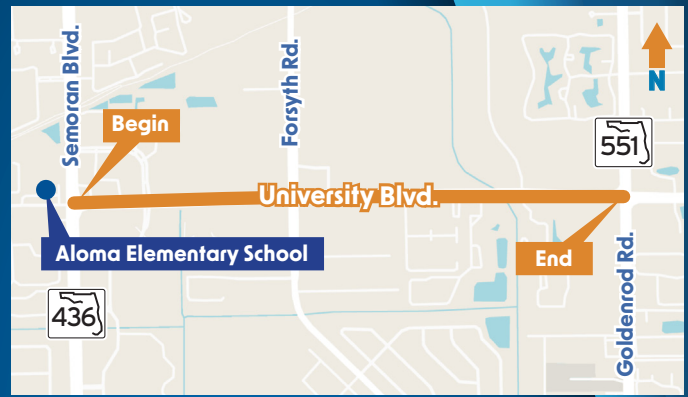 Semoran Blvd.
Forsyth Rd.
N
Begin
551
University Blvd.
Aloma Elementary School
End
436
Goldenrod Rd.